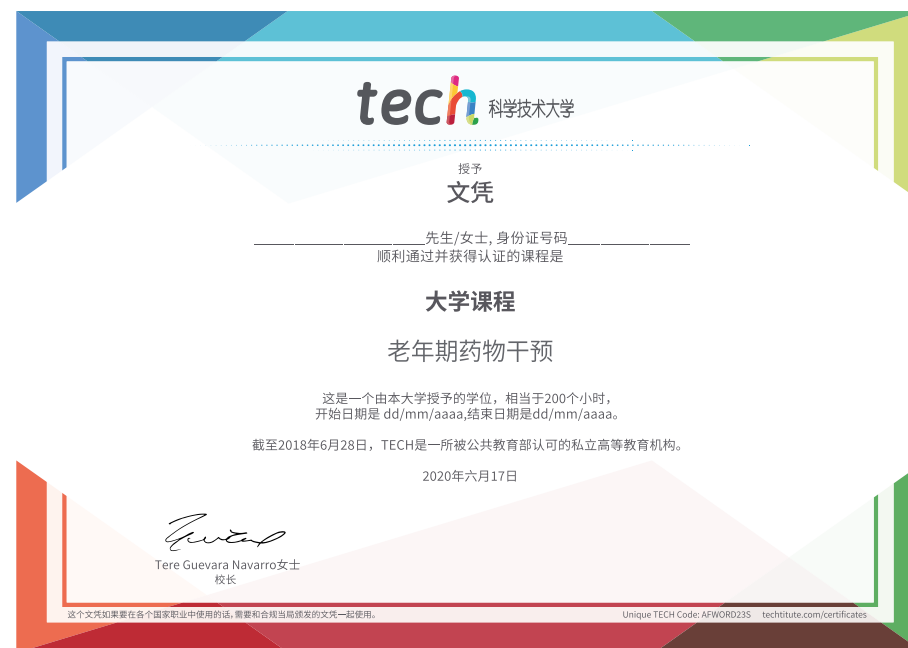 tech 科学技术大学
授予
文凭
______________________先生/女士, 身份证号码_______________
顺利通过并获得认证的课程是
大学课程
老年期药物干预
这是一个由本大学授予的学位，相当于200个小时，
开始日期是 dd/mm/aaaa,结束日期是dd/mm/aaaa。
截至2018年6月28日，TECH是一所被公共教育部认可的私立高等教育机构。
2020年六月17日
Tere Guevara Navarro女士
校长
这个文凭如果要在各个国家职业中使用的话,需要和合规当局颁发的文凭一起使用。
Unique TECH Code: AFWORD23S techtitute.com/certificates